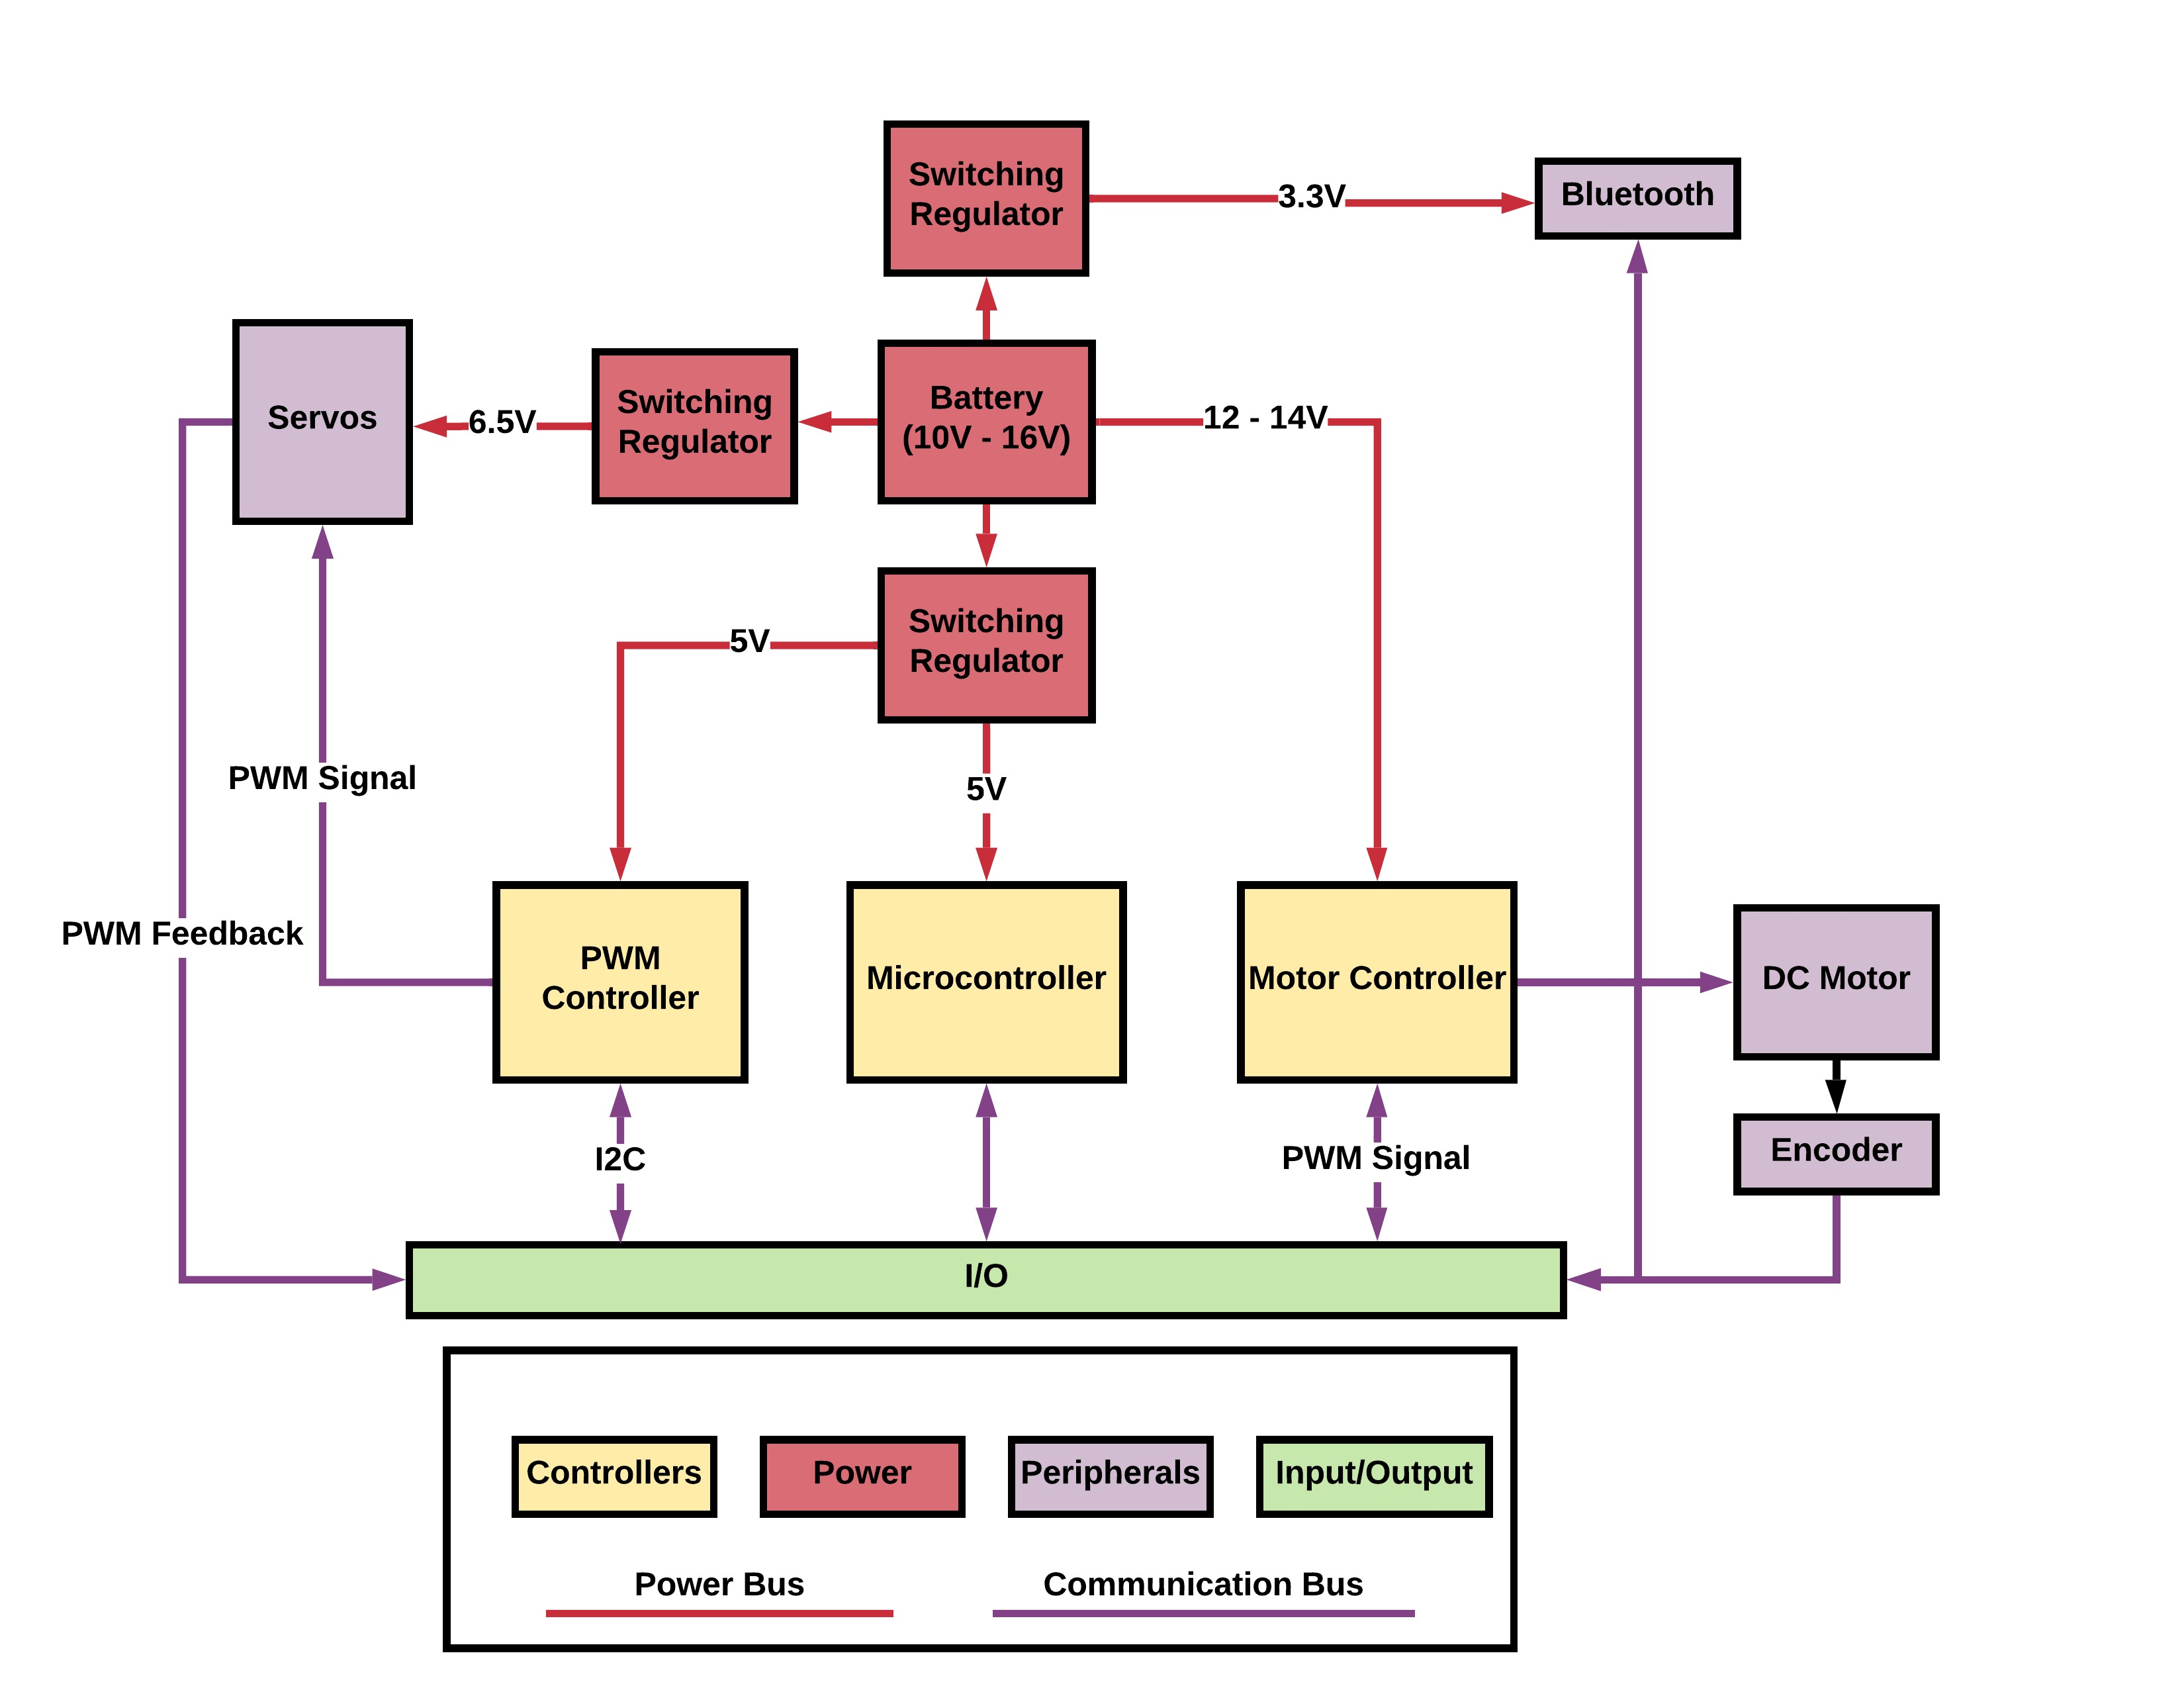 Switching
Regulator
3.3V
Bluetooth
Servos
6.5V
Switching
Regulator
Battery
(10V - 16V)
12 - 14V
Switching
Regulator
5V
5V
PWM Signal
PWM Feedback
PWM
Controller
Microcontroller
Motor Controller
DC Motor
I2C
PWM Signal
Encoder
I/O
Controllers
Power
Peripherals
Input/Output
Power Bus
Communication Bus